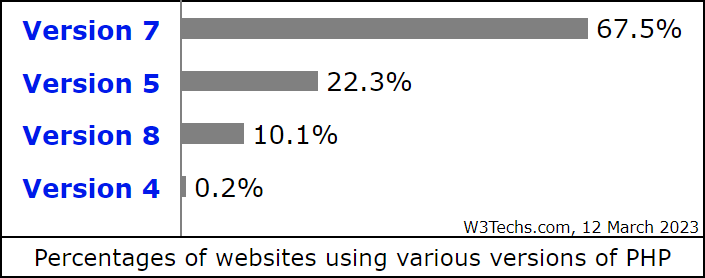 Version 7 67.5%
Version 5 22.3%
Version 8 10.1%
Version 4 0.2%
W3Techs.com, 12 March 2023
Percentages of websites using various versions of PHP